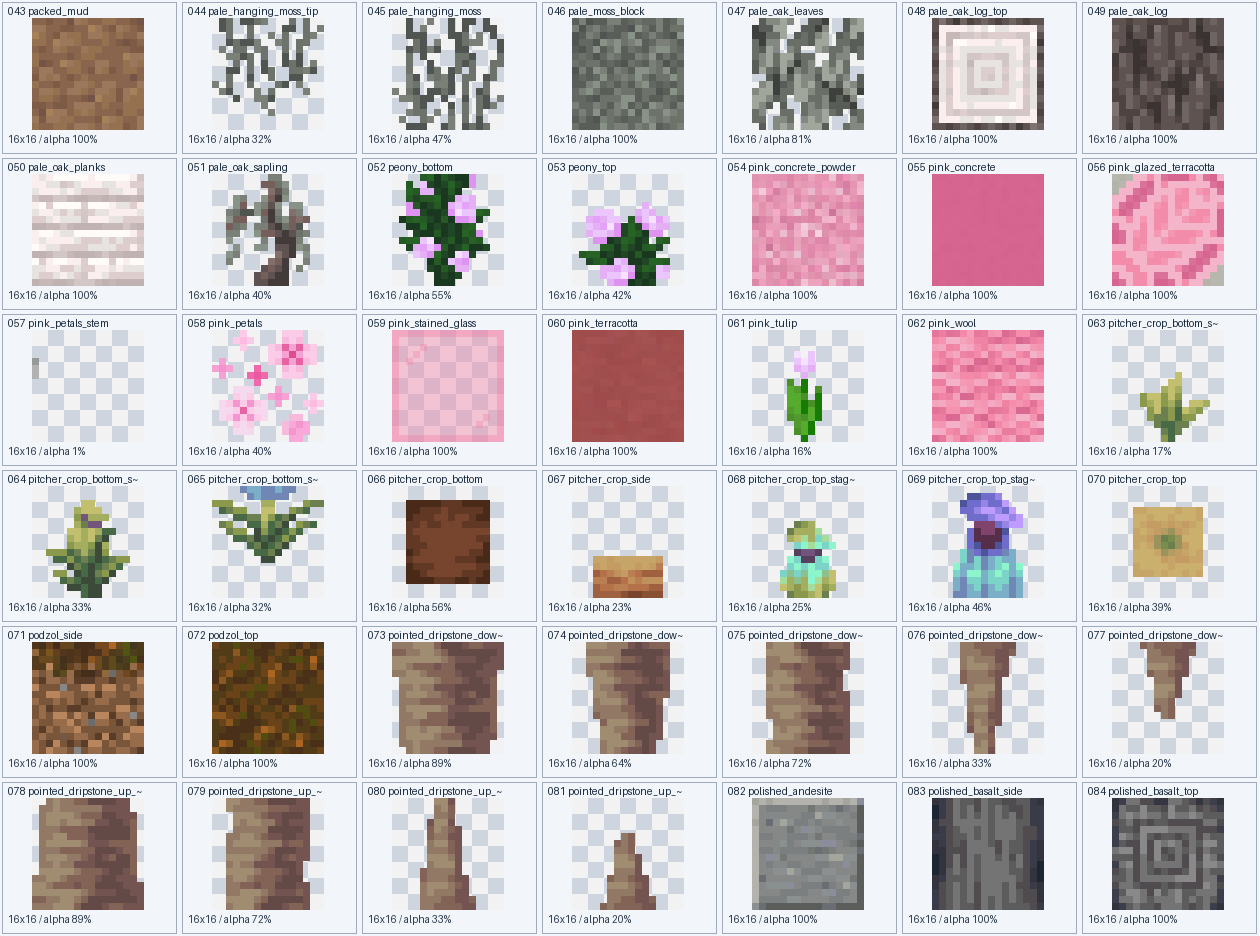 043 packed_mud
16x16 / alpha 100%
044 pale_hanging_moss_tip
16x16 / alpha 32%
045 pale_hanging_moss
16x16 / alpha 47%
046 pale_moss_block
16x16 / alpha 100%
047 pale_oak_leaves
16x16 / alpha 81%
048 pale_oak_log_top
16x16 / alpha 100%
049 pale_oak_log
16x16 / alpha 100%
050 pale_oak_planks
16x16 / alpha 100%
051 pale_oak_sapling
16x16 / alpha 40%
052 peony_bottom
16x16 / alpha 55%
053 peony_top
16x16 / alpha 42%
054 pink_concrete_powder
16x16 / alpha 100%
055 pink_concrete
16x16 / alpha 100%
056 pink_glazed_terracotta
16x16 / alpha 100%
057 pink_petals_stem
16x16 / alpha 1%
058 pink_petals
16x16 / alpha 40%
059 pink_stained_glass
16x16 / alpha 100%
060 pink_terracotta
16x16 / alpha 100%
061 pink_tulip
16x16 / alpha 16%
062 pink_wool
16x16 / alpha 100%
063 pitcher_crop_bottom_s~
16x16 / alpha 17%
064 pitcher_crop_bottom_s~
16x16 / alpha 33%
065 pitcher_crop_bottom_s~
16x16 / alpha 32%
066 pitcher_crop_bottom
16x16 / alpha 56%
067 pitcher_crop_side
16x16 / alpha 23%
068 pitcher_crop_top_stag~
16x16 / alpha 25%
069 pitcher_crop_top_stag~
16x16 / alpha 46%
070 pitcher_crop_top
16x16 / alpha 39%
071 podzol_side
16x16 / alpha 100%
072 podzol_top
16x16 / alpha 100%
073 pointed_dripstone_dow~
16x16 / alpha 89%
074 pointed_dripstone_dow~
16x16 / alpha 64%
075 pointed_dripstone_dow~
16x16 / alpha 72%
076 pointed_dripstone_dow~
16x16 / alpha 33%
077 pointed_dripstone_dow~
16x16 / alpha 20%
078 pointed_dripstone_up_~
16x16 / alpha 89%
079 pointed_dripstone_up_~
16x16 / alpha 72%
080 pointed_dripstone_up_~
16x16 / alpha 33%
081 pointed_dripstone_up_~
16x16 / alpha 20%
082 polished_andesite
16x16 / alpha 100%
083 polished_basalt_side
16x16 / alpha 100%
084 polished_basalt_top
16x16 / alpha 100%